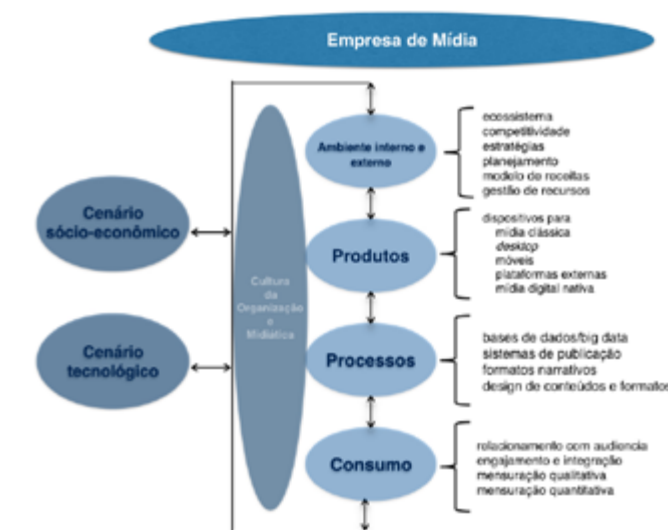 Empresa de Mídia
Ambiente interno e
externo
ecossistema
competitividade
estratégias
planejamento
modelo de receitas
gestão de recursos
Cenário
sócio-econômico
Produtos
dispositivos para
mídia clássica
desktop
móveis
plataformas externas
mídia digital nativa
Cultura
da
Organização
e
Midiática
Cenário
tecnológico
Processos
bases de dados/big data
sistemas de publicação
formatos narrativos
design de conteúdos e formatos
Consumo
relacionamento com audiencia
engajamento e integração
mensuração qualitativa
mensuração quantitativa